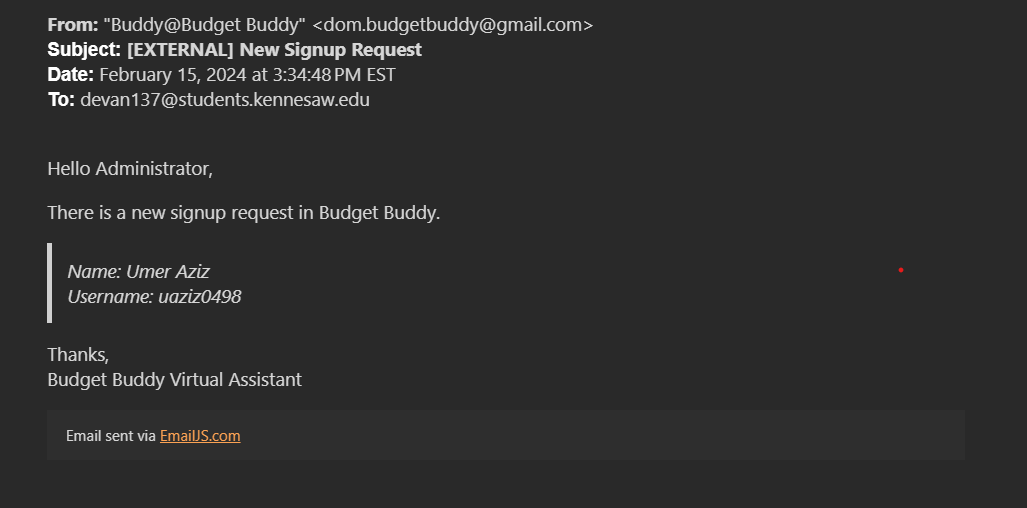 From: "Buddy@Budget Buddy" <dom.budgetbuddy@gmail.com>
Subject: [EXTERNAL] New Signup Request
Date: February 15, 2024 at 3:34:48 PM EST
To: devan137@students.kennesaw.edu
Hello Administrator,
There is a new signup request in Budget Buddy.
Name: Umer Aziz
Username: uaziz0498
Thanks,
Budget Buddy Virtual Assistant
Email sent via EmailJS.com